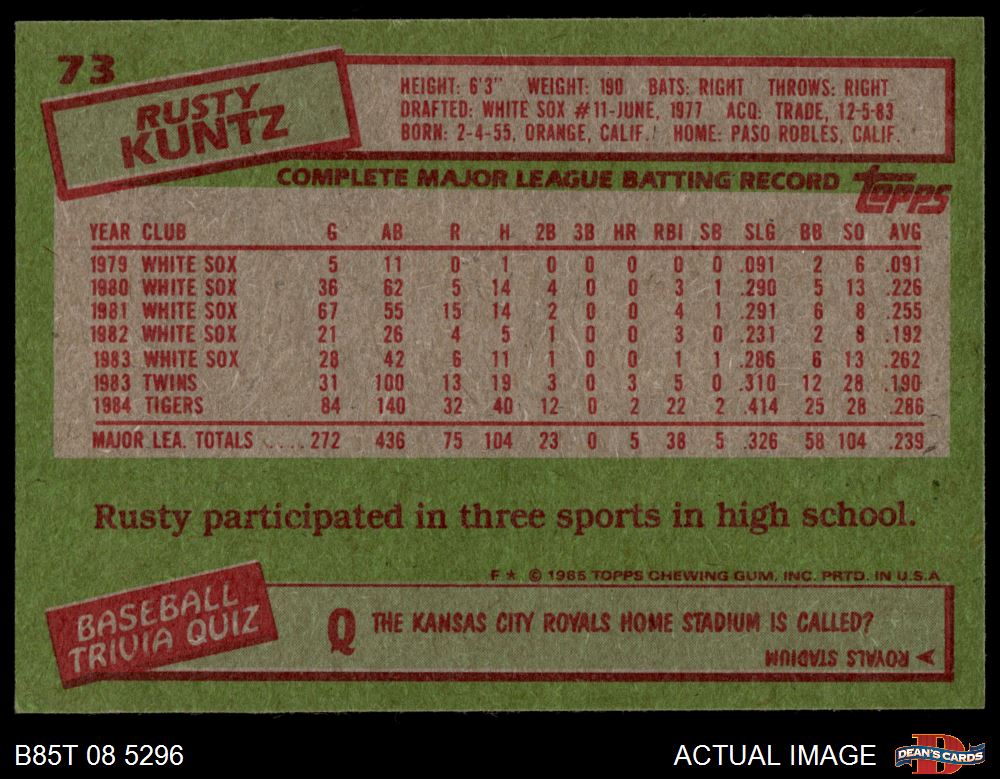 73
RUSTY
KUNTZ
HEIGHT: 6'3" WEIGHT: 190 BATS: RIGHT THROWS: RIGHT
DRAFTED: WHITE SOX #11-JUNE, 1977 ACQ: TRADE, 12-5-83
BORN: 2-4-55, ORANGE, CALIF. HOME: PASO ROBLES, CALIF.
COMPLETE MAJOR LEAGUE BATTING RECORD
topps
YEAR CLUB G AB R H 2B 3B HR RBI SB SLG BB SO AVG
1979 WHITE SOX 5 11 0 1 0 0 0 0 0 .091 2 6 .091
1980 WHITE SOX 36 62 5 14 4 0 0 3 1 .290 5 13 .226
1981 WHITE SOX 67 55 15 14 2 0 0 4 1 .291 6 8 .255
1982 WHITE SOX 21 26 4 5 1 0 0 3 0 .231 2 8 .192
1983 WHITE SOX 28 42 6 11 1 0 0 1 1 .286 6 13 .262
1983 TWINS 31 100 13 19 3 0 3 5 0 .310 12 28 .190
1984 TIGERS 84 140 32 40 12 0 2 22 2 .414 25 28 .286
MAJOR LEA. TOTALS .... 272 436 75 104 23 0 5 38 5 .326 58 104 .239
Rusty participated in three sports in high school.
F * © 1985 TOPPS CHEWING GUM, INC. PRTD. IN U.S.A
BASEBALL
TRIVIA QUIZ
Q THE KANSAS CITY ROYALS HOME STADIUM IS CALLED?
ROYALS STADIUM
B85T 08 5296
ACTUAL IMAGE
DEAN'S CARDS